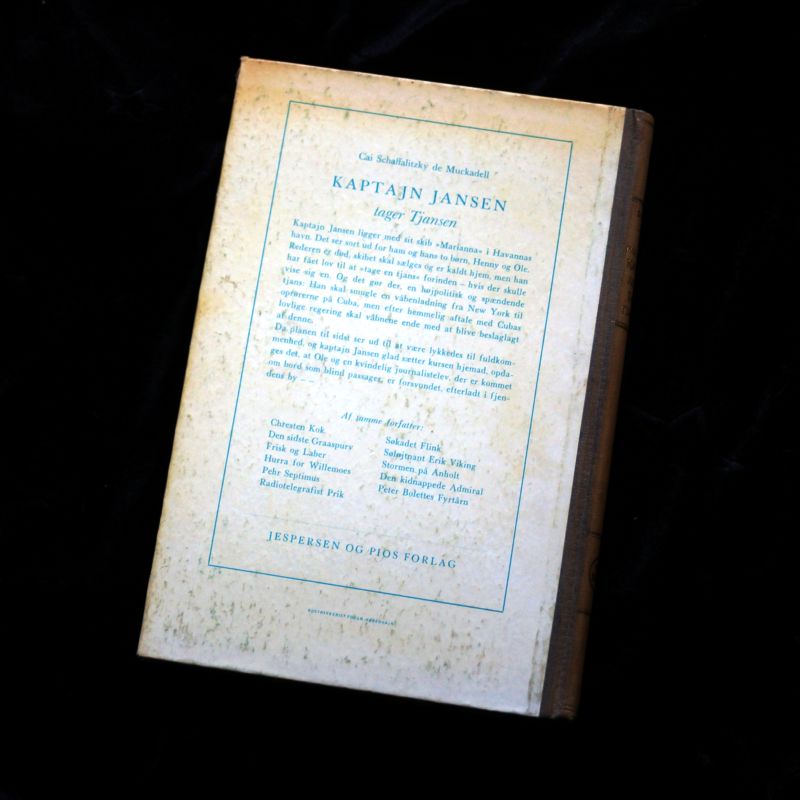 Cai Schaffalitzky de Muckadell
KAPTAJN JANSEN
tager Tjansen
Kaptajn Jansen ligger med sit skib »Marianna« i Havannas
havn. Det ser sort ud for ham og hans to børn, Henny og Ole.
Rederen er død, skibet skal sælges og er kaldt hjem, men han
har fået lov til at »tage en tjans« forinden – hvis der skulle
vise sig en. Og det gør der, en højpolitisk og spændende
tjans: Han skal smugle en våbenladning fra New York til
oprørerne på Cuba, men efter hemmelig aftale med Cubas
lovlige regering skal våbnene ende med at blive beslaglagt
af denne.
Da planen til sidst ser ud til at være lykkedes til fuldkom-
menhed, og kaptajn Jansen glad sætter kursen hjemad, opda-
ges det, at Ole og en kvindelig journalistelev, der er kommet
om bord som blind passager, er forsvundet, efterladt i fjen-
dens by – –
Af samme forfatter:
Chresten Kok
Den sidste Graaspurv
Frisk og Laber
Hurra for Willemoes
Pehr Septimus
Radiotelegrafist Prik
Søkadet Flink
Søløjtnant Erik Viking
Stormen på Anholt
Den kidnappede Admiral
Peter Bolettes Fyrtårn
JESPERSEN OG PIOS FORLAG